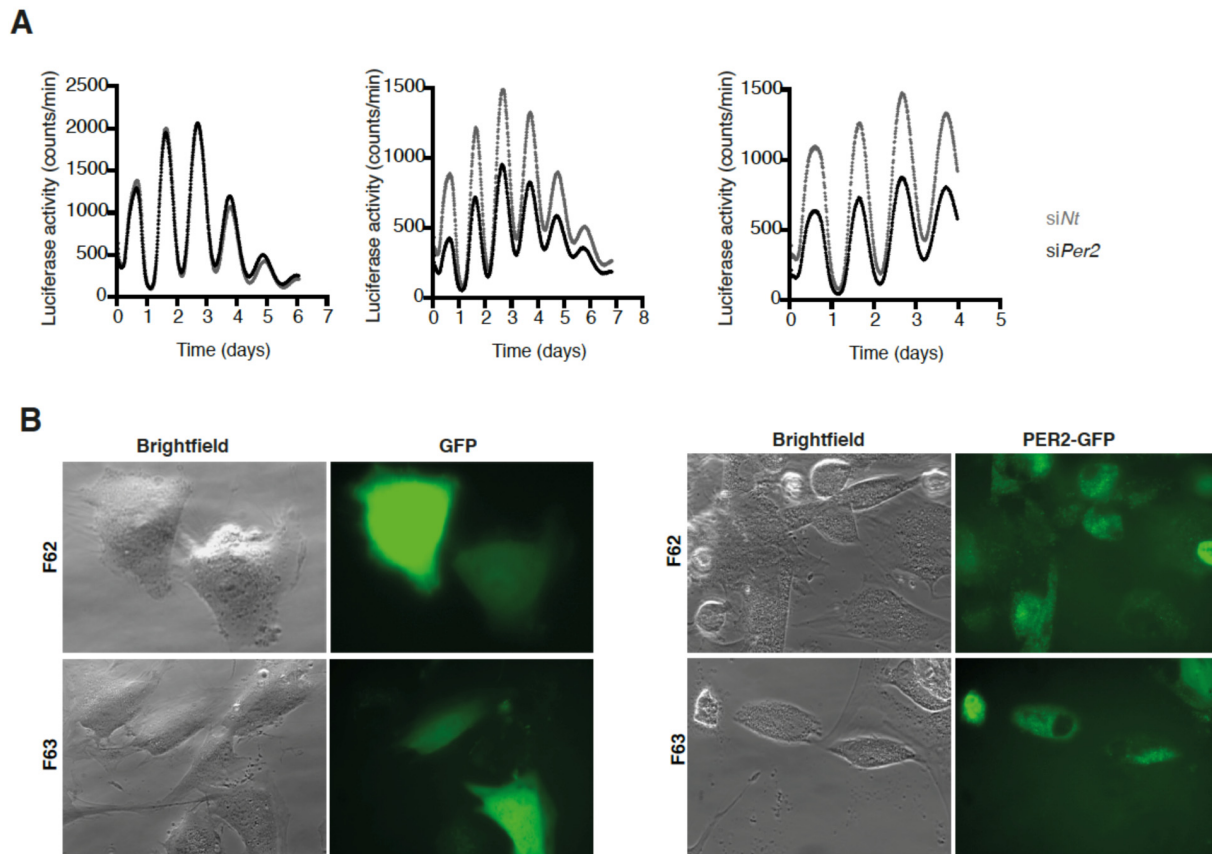 A
Luciferase activity (counts/min)
2500
2000
1500
1000
500
0
0 1 2 3 4 5 6 7
Time (days)
Luciferase activity (counts/min)
1500
1000
500
0
0 1 2 3 4 5 6 7 8
Time (days)
Luciferase activity (counts/min)
1500
1000
500
0
0 1 2 3 4 5
Time (days)
siNt
siPer2
B
Brightfield GFP
F62
F63
Brightfield PER2-GFP
F62
F63